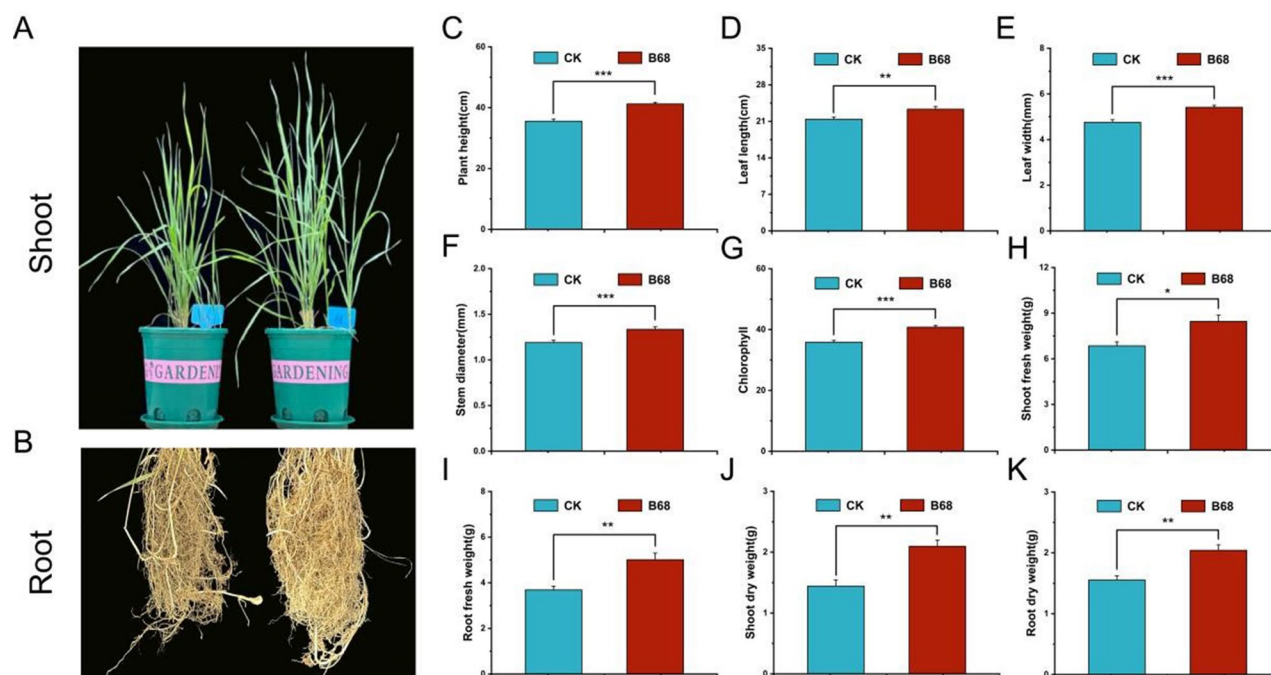 A
Shoot
GARDENI
GARDENING
B
Root
C
CK B68
***
Plant height(cm)
60
40
20
0
D
CK B68
**
Leaf length(cm)
35
28
21
14
7
0
E
CK B68
***
Leaf width(mm)
8
6
4
2
0
F
CK B68
***
Stem diameter(mm)
2.0
1.5
1.0
0.5
0.0
G
CK B68
***
Chlorophyll
60
40
20
0
H
CK B68
*
Shoot fresh weight(g)
12
9
6
3
0
I
CK B68
**
Root fresh weight(g)
8
6
4
2
0
J
CK B68
**
Shoot dry weight(g)
3
2
1
0
K
CK B68
**
Root dry weight(g)
3
2
1
0